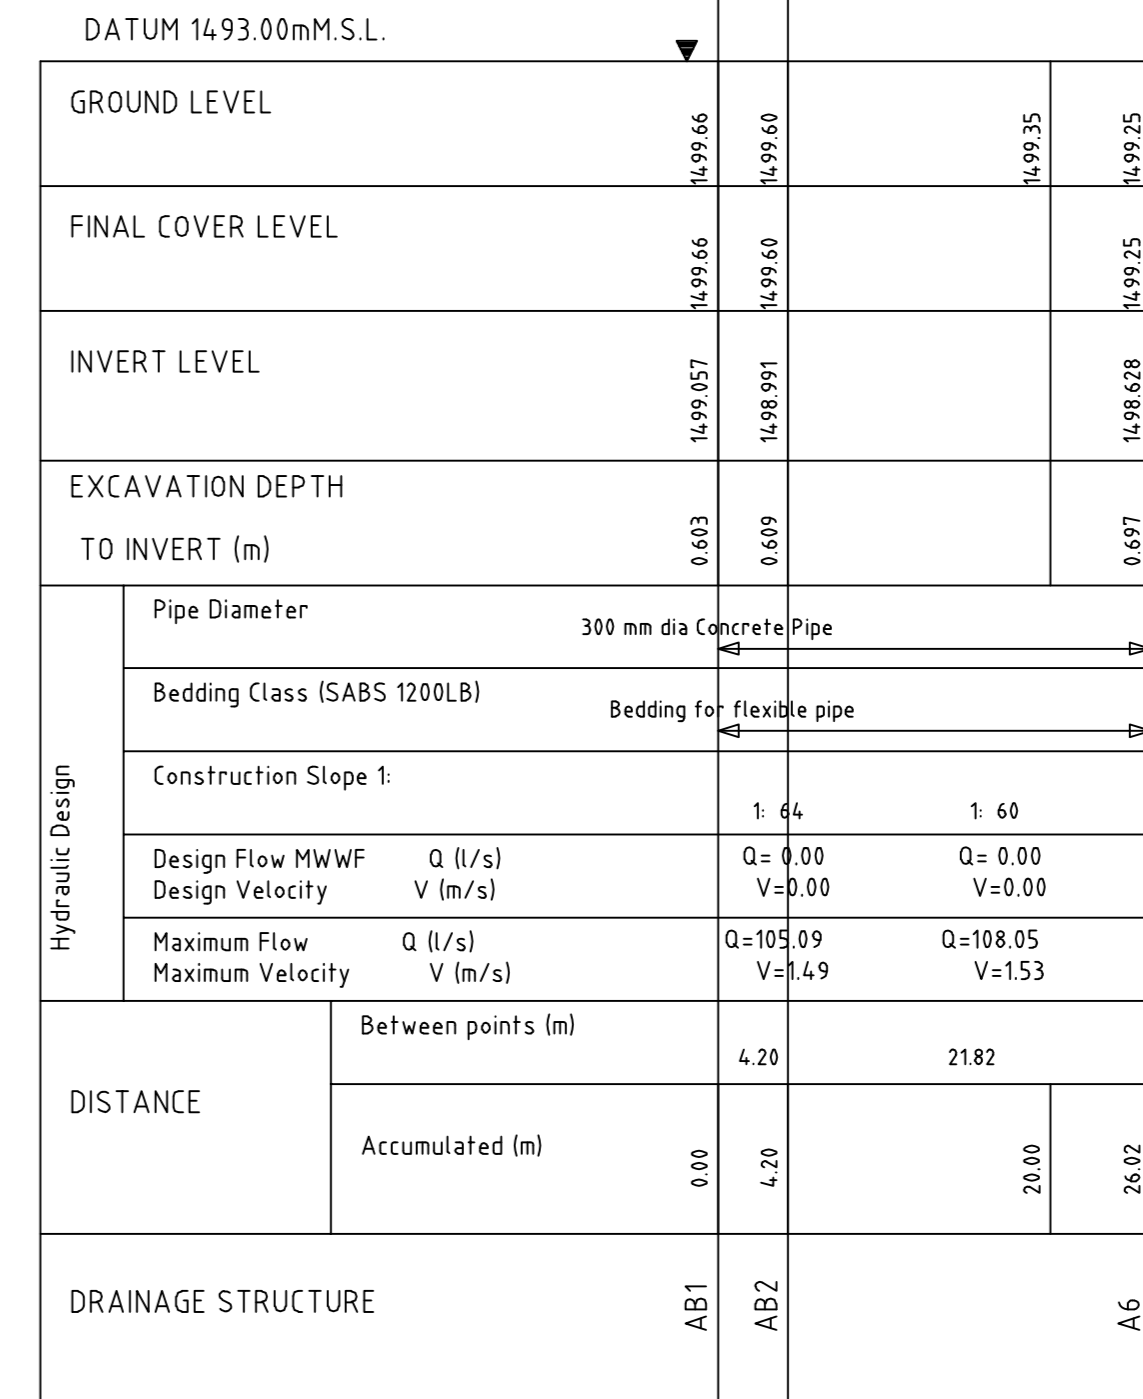 DATUM 1493.00mM.S.L.
GROUND LEVEL
1499.66
1499.60
1499.35
1499.25
FINAL COVER LEVEL
1499.66
1499.60
1499.25
INVERT LEVEL
1499.057
1498.991
1498.628
EXCAVATION DEPTH
TO INVERT (m)
0.603
0.609
0.697
Hydraulic Design
Pipe Diameter
300 mm dia Concrete Pipe
Bedding Class (SABS 1200LB)
Bedding for flexible pipe
Construction Slope 1:
1: 64
1: 60
Design Flow MWWF Q (l/s)
Q= 0.00
Q= 0.00
Design Velocity V (m/s)
V=0.00
V=0.00
Maximum Flow Q (l/s)
Q=105.09
Q=108.05
Maximum Velocity V (m/s)
V=1.49
V=1.53
DISTANCE
Between points (m)
4.20
21.82
Accumulated (m)
0.00
4.20
20.00
26.02
DRAINAGE STRUCTURE
AB1
AB2
A6